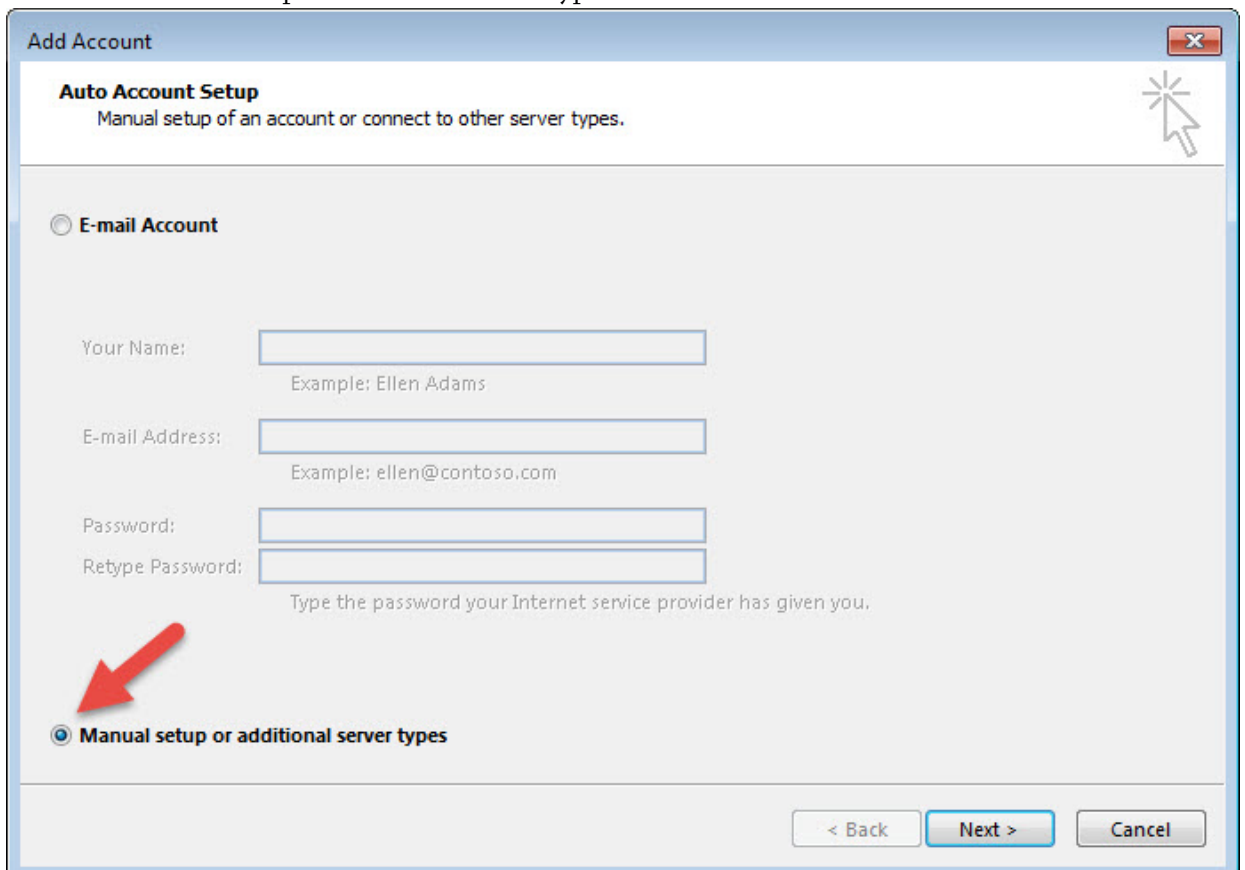 Add Account
Auto Account Setup
Manual setup of an account or connect to other server types.
E-mail Account
Your Name:
Example: Ellen Adams
E-mail Address:
Example: ellen@contoso.com
Password:
Retype Password:
Type the password your Internet service provider has given you.
Manual setup or additional server types
< Back Next > Cancel